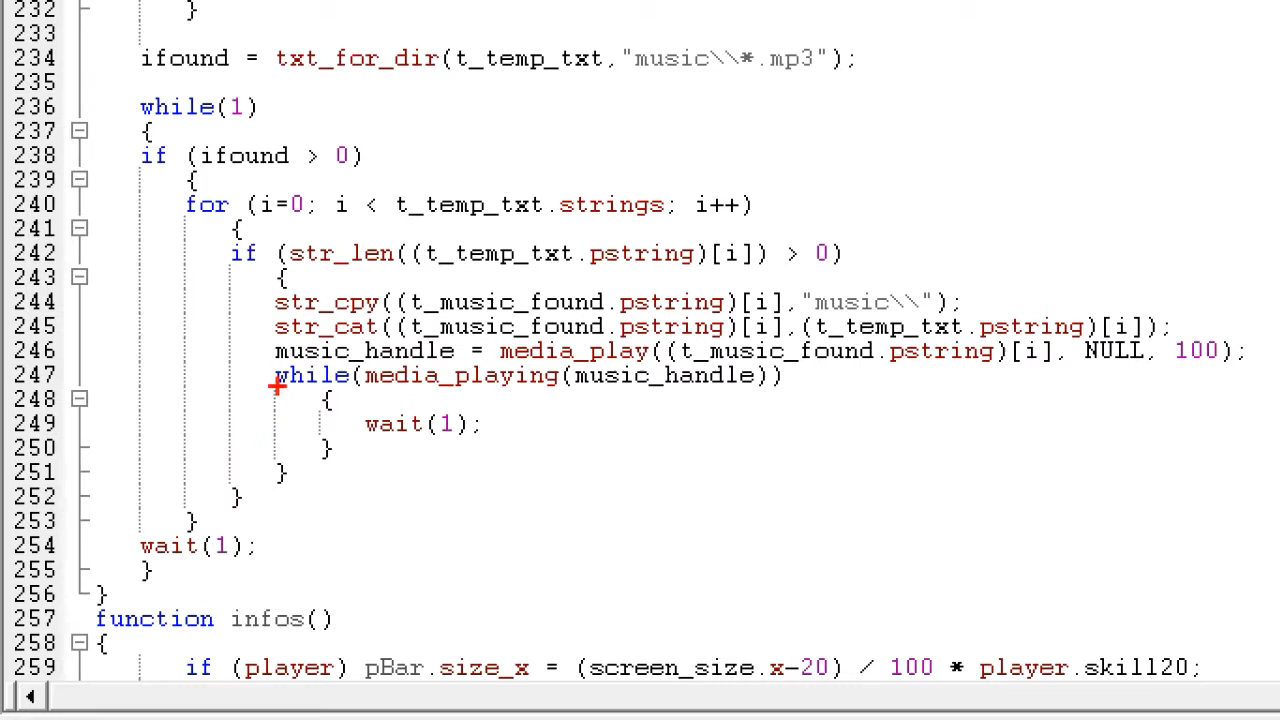 232 }
233
234 ifound = txt_for_dir(t_temp_txt,"music\\*.mp3");
235
236 while(1)
237 {
238 if (ifound > 0)
239 {
240 for (i=0; i < t_temp_txt.strings; i++)
241 {
242 if (str_len((t_temp_txt.pstring)[i]) > 0)
243 {
244 str_cpy((t_music_found.pstring)[i],"music\\");
245 str_cat((t_music_found.pstring)[i],(t_temp_txt.pstring)[i]);
246 music_handle = media_play((t_music_found.pstring)[i], NULL, 100);
247 while(media_playing(music_handle))
248 {
249 wait(1);
250 }
251 }
252 }
253 }
254 wait(1);
255 }
256 }
257 function infos()
258 {
259 if (player) pBar.size_x = (screen_size.x-20) / 100 * player.skill20;